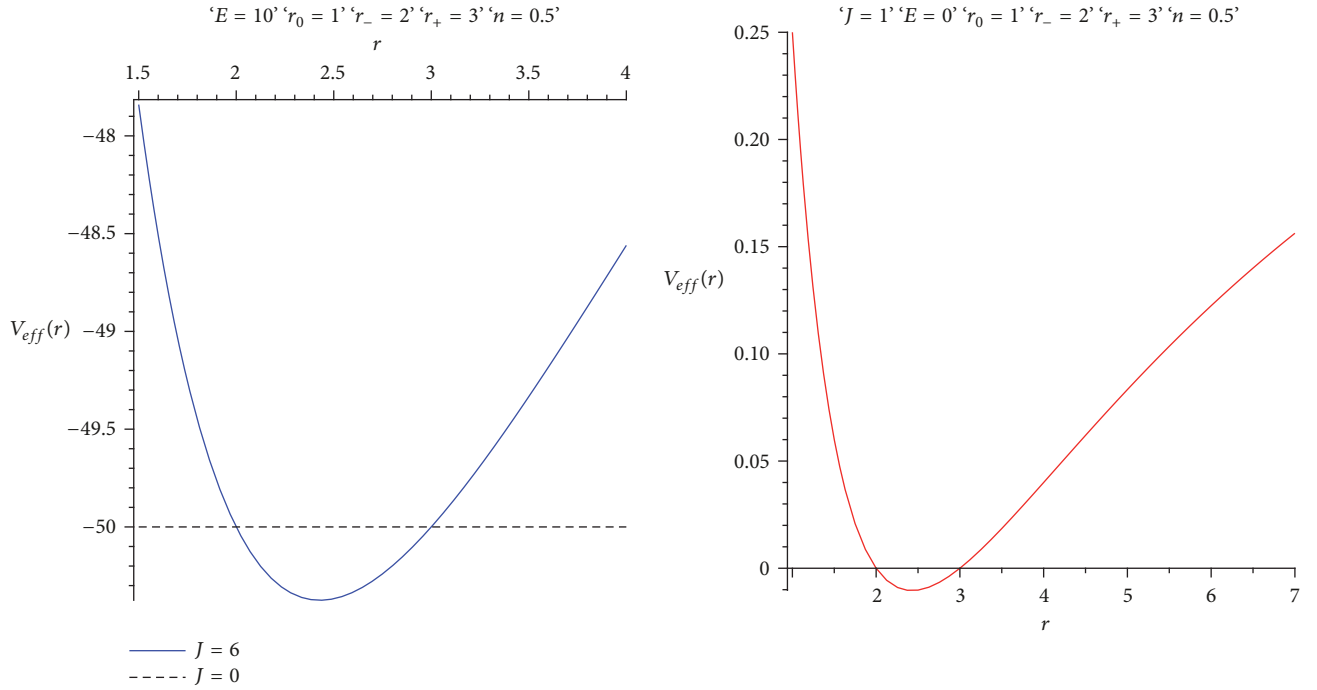 ‘E = 10’ ‘r₀ = 1’ ‘r₋ = 2’ ‘r₊ = 3’ ‘n = 0.5’
r
1.5 2 2.5 3 3.5 4
−48
−48.5
V_eff(r) −49
−49.5
−50
J = 6
J = 0
‘J = 1’ ‘E = 0’ ‘r₀ = 1’ ‘r₋ = 2’ ‘r₊ = 3’ ‘n = 0.5’
0.25
0.20
0.15
V_eff(r)
0.10
0.05
0
2 3 4 5 6 7
r